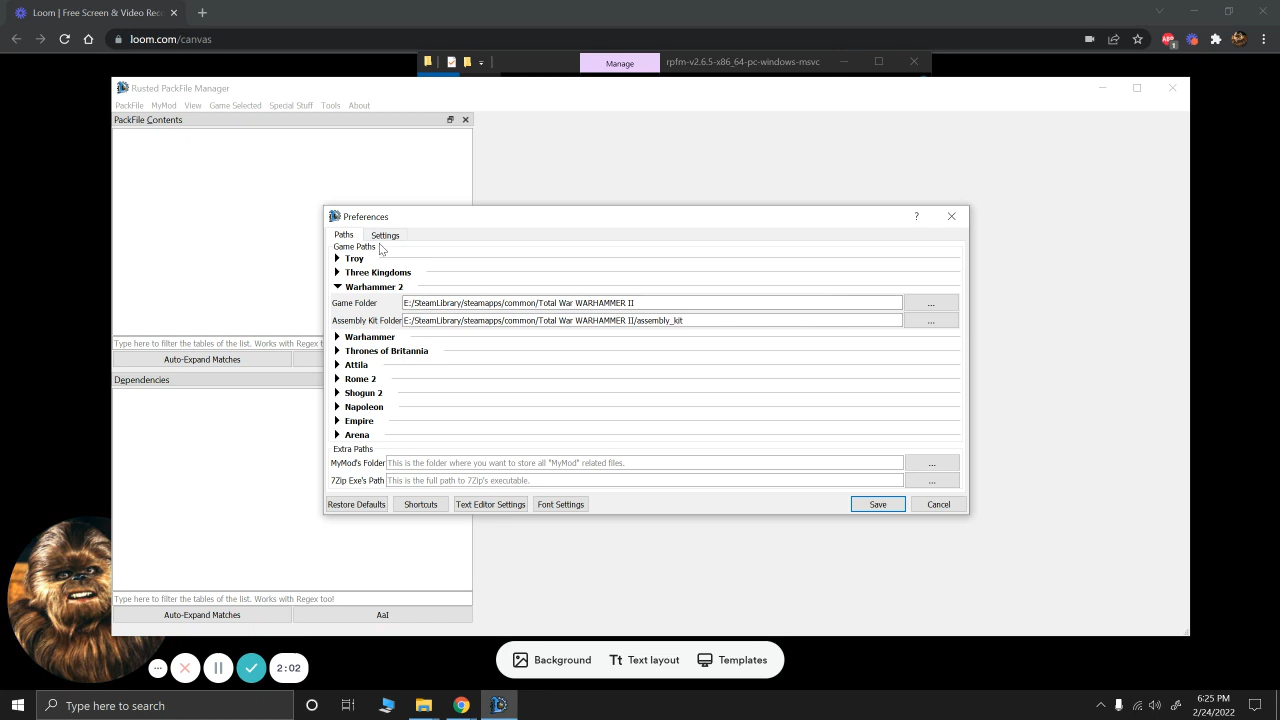 Loom | Free Screen & Video Rec
loom.com/canvas
Manage
rpfm-v2.6.5-x86_64-pc-windows-msvc
Rusted PackFile Manager
PackFile MyMod View Game Selected Special Stuff Tools About
PackFile Contents
Preferences
Paths Settings
Game Paths
Troy
Three Kingdoms
Warhammer 2
Game Folder E:/SteamLibrary/steamapps/common/Total War WARHAMMER II ...
Assembly Kit Folder E:/SteamLibrary/steamapps/common/Total War WARHAMMER II/assembly_kit ...
Warhammer
Thrones of Britannia
Attila
Rome 2
Shogun 2
Napoleon
Empire
Arena
Extra Paths
MyMod's Folder This is the folder where you want to store all "MyMod" related files. ...
7Zip Exe's Path This is the full path to 7Zip's executable. ...
Restore Defaults Shortcuts Text Editor Settings Font Settings Save Cancel
Type here to filter the tables of the list. Works with Regex t
Auto-Expand Matches
Dependencies
Type here to filter the tables of the list. Works with Regex too!
Auto-Expand Matches AaI
2:02
Background Text layout Templates
Type here to search
6:25 PM
2/24/2022